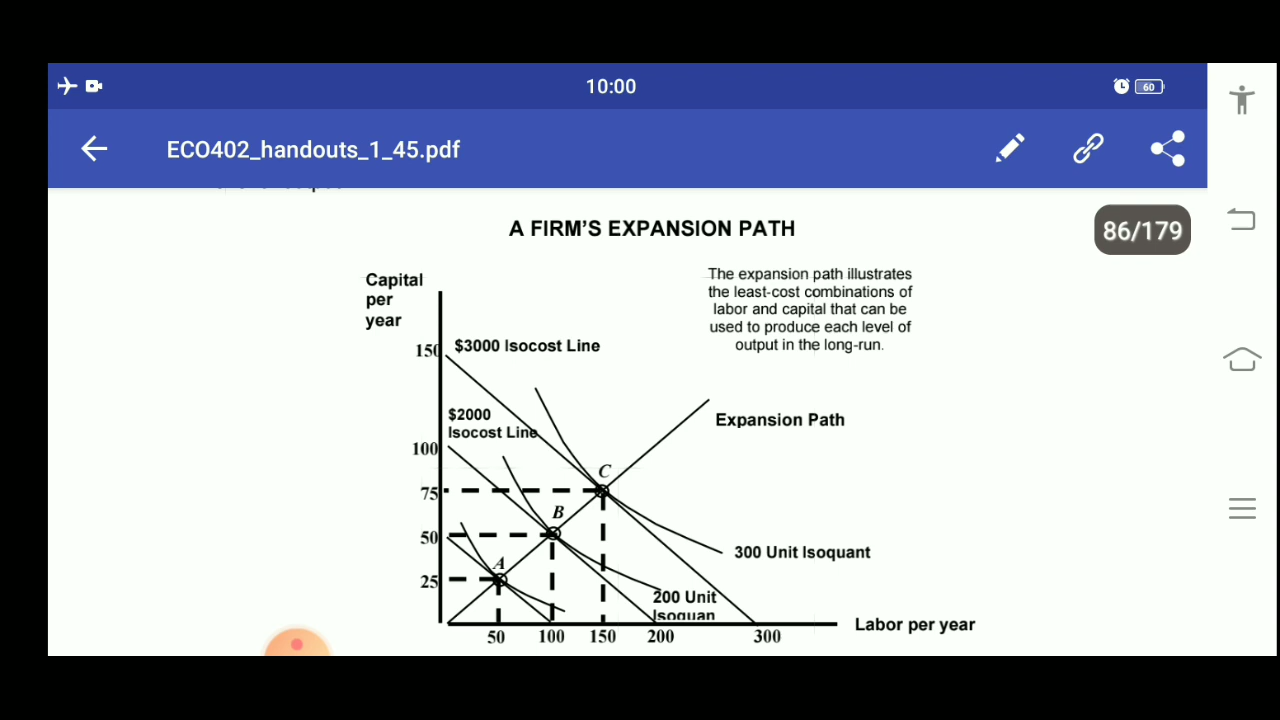 10:00
60
ECO402_handouts_1_45.pdf
A FIRM'S EXPANSION PATH
86/179
Capital
per
year
The expansion path illustrates
the least-cost combinations of
labor and capital that can be
used to produce each level of
output in the long-run.
150
$3000 Isocost Line
$2000
Isocost Line
Expansion Path
100
C
75
B
50
300 Unit Isoquant
A
25
200 Unit
Isoquan
50
100
150
200
300
Labor per year